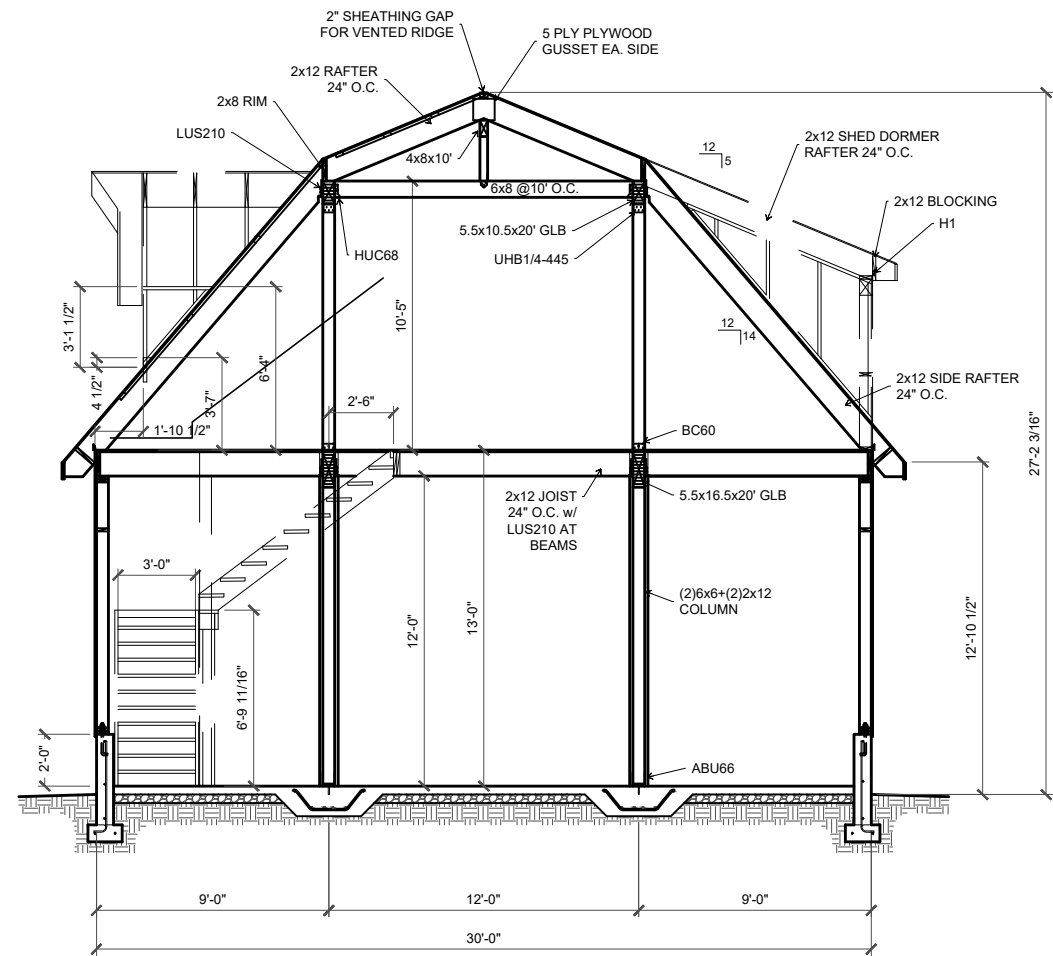 2" SHEATHING GAP
FOR VENTED RIDGE
5 PLY PLYWOOD
GUSSET EA. SIDE
2x12 RAFTER
24" O.C.
2x8 RIM
LUS210
4x8x10'
12
5
2x12 SHED DORMER
RAFTER 24" O.C.
6x8 @10' O.C.
2x12 BLOCKING
H1
5.5x10.5x20' GLB
HUC68
UHB1/4-445
3'-1 1/2"
10'-5"
12
14
6'-4"
4 1/2"
3'-7"
2x12 SIDE RAFTER
24" O.C.
2'-6"
1'-10 1/2"
BC60
27'-2 3/16"
2x12 JOIST
24" O.C. w/
LUS210 AT
BEAMS
5.5x16.5x20' GLB
3'-0"
(2)6x6+(2)2x12
COLUMN
12'-0"
13'-0"
12'-10 1/2"
6'-9 11/16"
2'-0"
ABU66
9'-0"
12'-0"
9'-0"
30'-0"